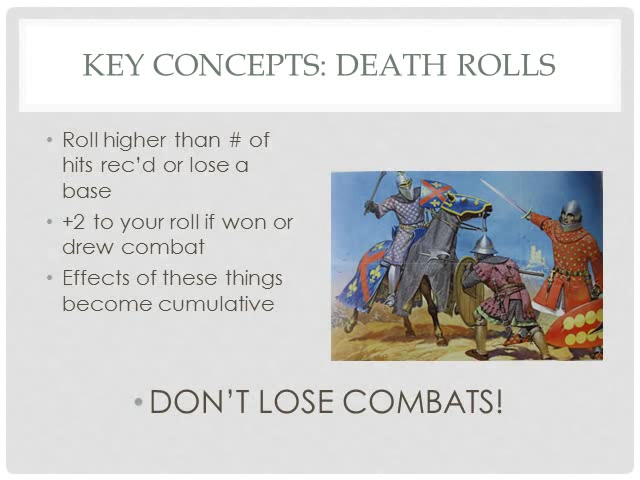 KEY CONCEPTS: DEATH ROLLS
• Roll higher than # of
hits rec’d or lose a
base
• +2 to your roll if won or
drew combat
• Effects of these things
become cumulative
• DON’T LOSE COMBATS!